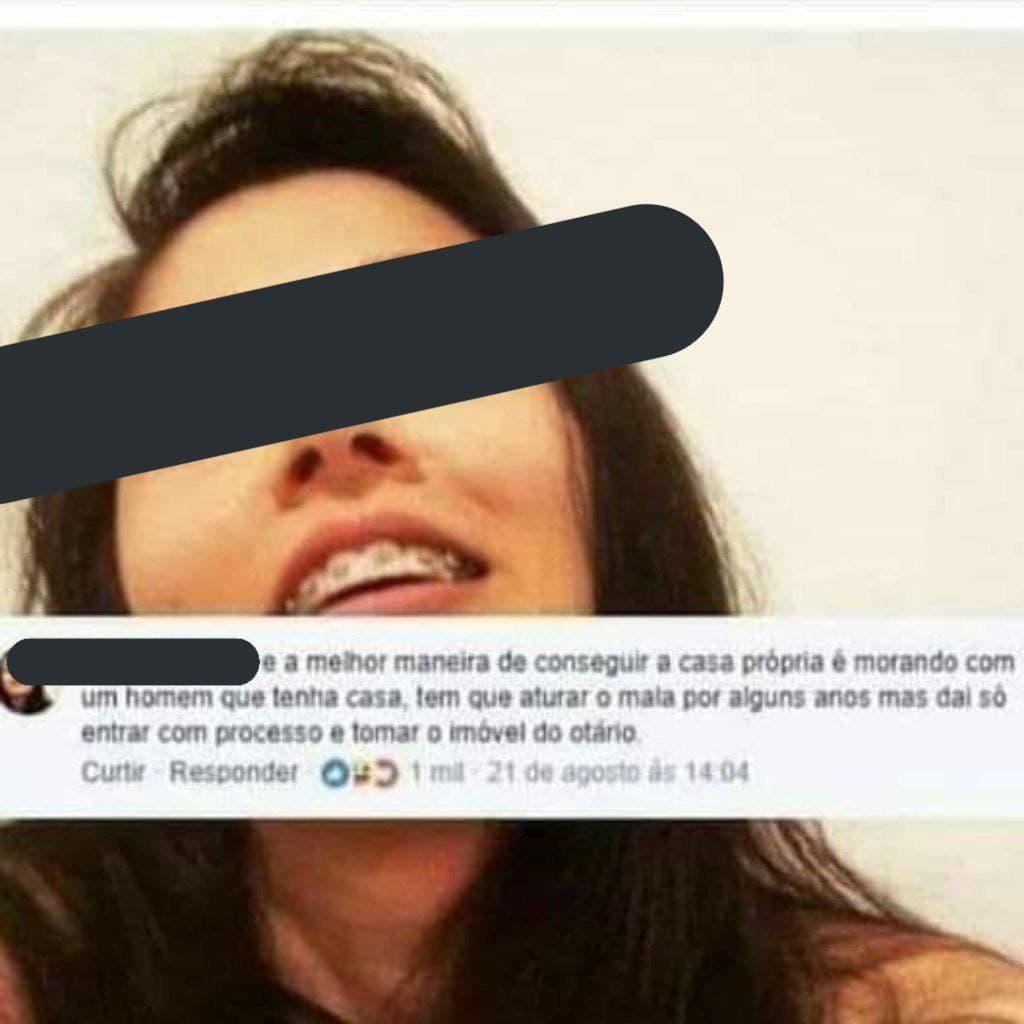 e a melhor maneira de conseguir a casa própria é morando com
um homem que tenha casa, tem que aturar o mala por alguns anos mas dai só
entrar com processo e tomar o imóvel do otário.
Curtir · Responder · 1 mil · 21 de agosto às 14:04